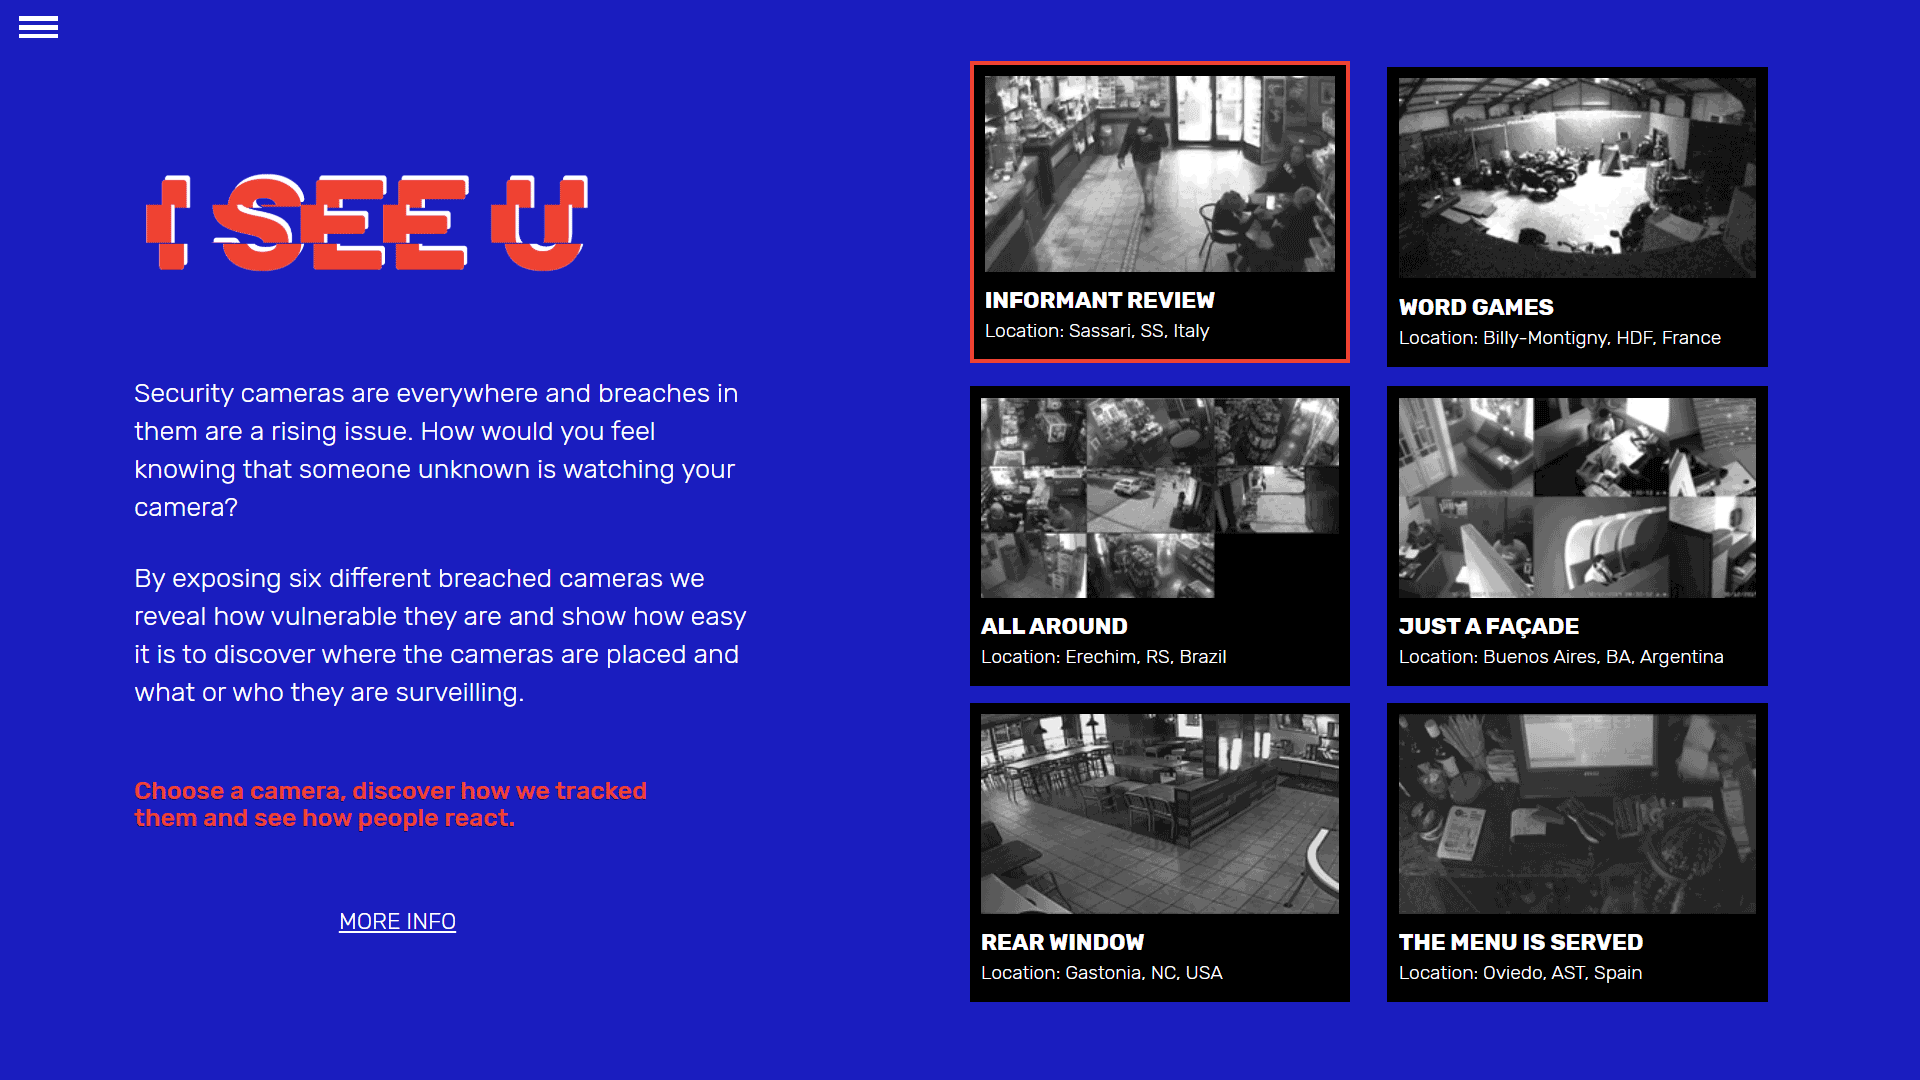 I SEE U
Security cameras are everywhere and breaches in
them are a rising issue. How would you feel
knowing that someone unknown is watching your
camera?
By exposing six different breached cameras we
reveal how vulnerable they are and show how easy
it is to discover where the cameras are placed and
what or who they are surveilling.
Choose a camera, discover how we tracked
them and see how people react.
MORE INFO
INFORMANT REVIEW
Location: Sassari, SS, Italy
WORD GAMES
Location: Billy-Montigny, HDF, France
ALL AROUND
Location: Erechim, RS, Brazil
JUST A FAÇADE
Location: Buenos Aires, BA, Argentina
REAR WINDOW
Location: Gastonia, NC, USA
THE MENU IS SERVED
Location: Oviedo, AST, Spain